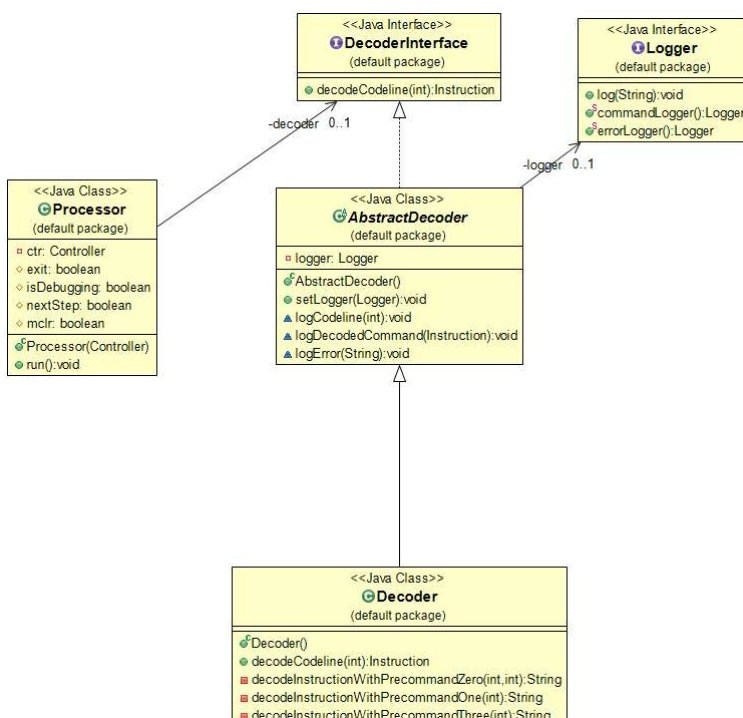 <<Java Interface>>
DecoderInterface
(default package)
decodeCodeline(int):Instruction
<<Java Interface>>
Logger
(default package)
log(String):void
commandLogger():Logger
errorLogger():Logger
-decoder 0..1
-logger 0..1
<<Java Class>>
Processor
(default package)
ctr: Controller
exit: boolean
isDebugging: boolean
nextStep: boolean
mclr: boolean
Processor(Controller)
run():void
<<Java Class>>
AbstractDecoder
(default package)
logger: Logger
AbstractDecoder()
setLogger(Logger):void
logCodeline(int):void
logDecodedCommand(Instruction):void
logError(String):void
<<Java Class>>
Decoder
(default package)
Decoder()
decodeCodeline(int):Instruction
decodeInstructionWithPrecommandZero(int,int):String
decodeInstructionWithPrecommandOne(int):String
decodeInstructionWithPrecommandThree(int):String